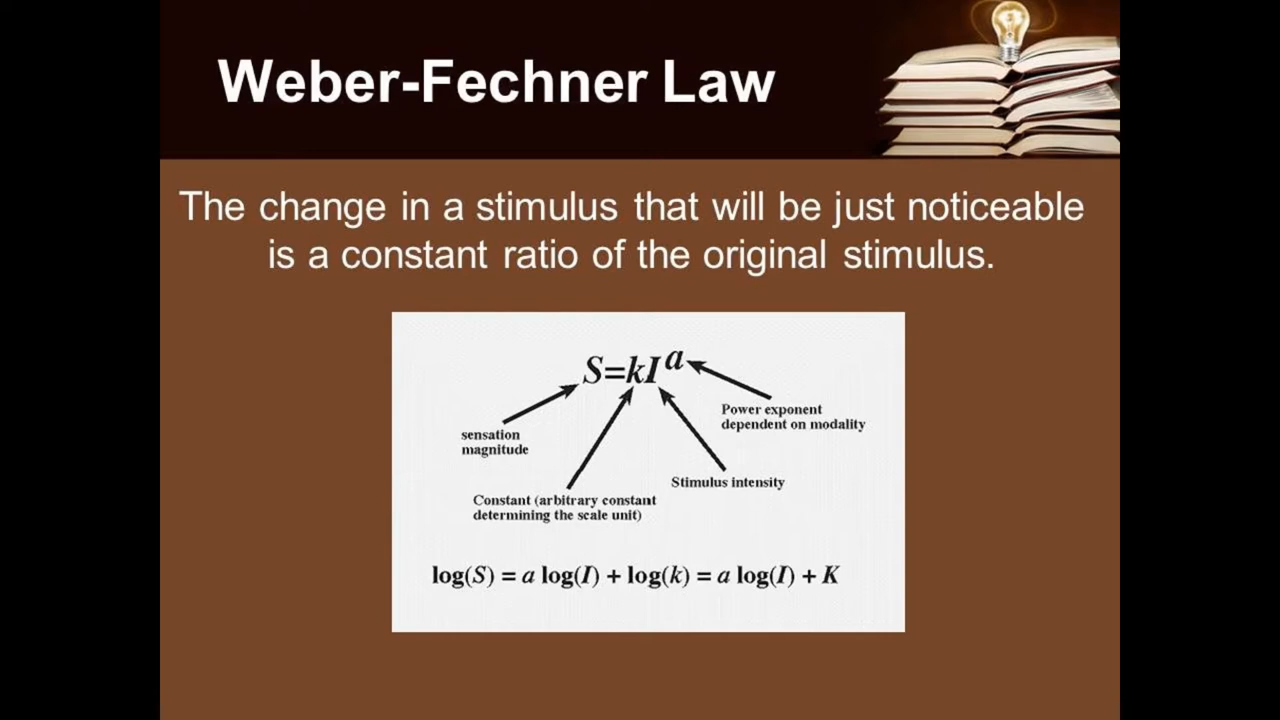 Weber-Fechner Law
The change in a stimulus that will be just noticeable
is a constant ratio of the original stimulus.
S=kI^a
Power exponent
dependent on modality
sensation
magnitude
Stimulus intensity
Constant (arbitrary constant
determining the scale unit)
log(S) = a log(I) + log(k) = a log(I) + K